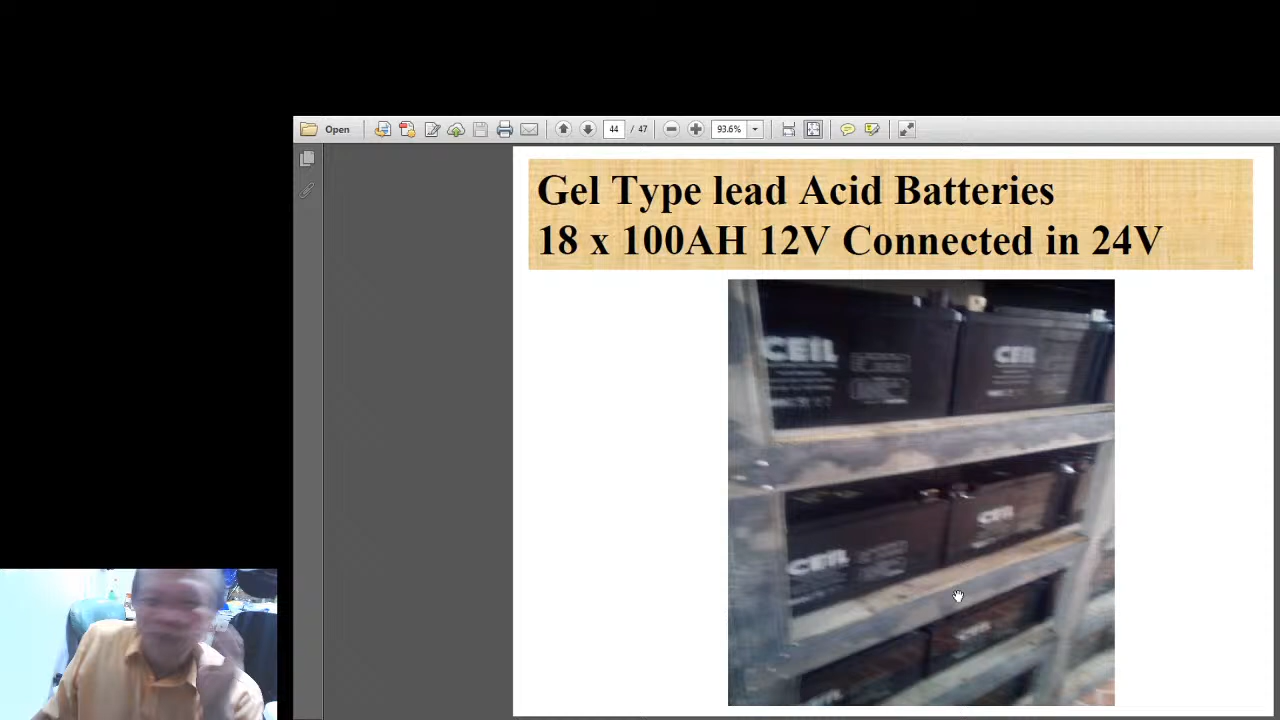 Open
44 / 47
93.6%
Gel Type lead Acid Batteries
18 x 100AH 12V Connected in 24V
CEIL
CEIL
CEIL
CEIL